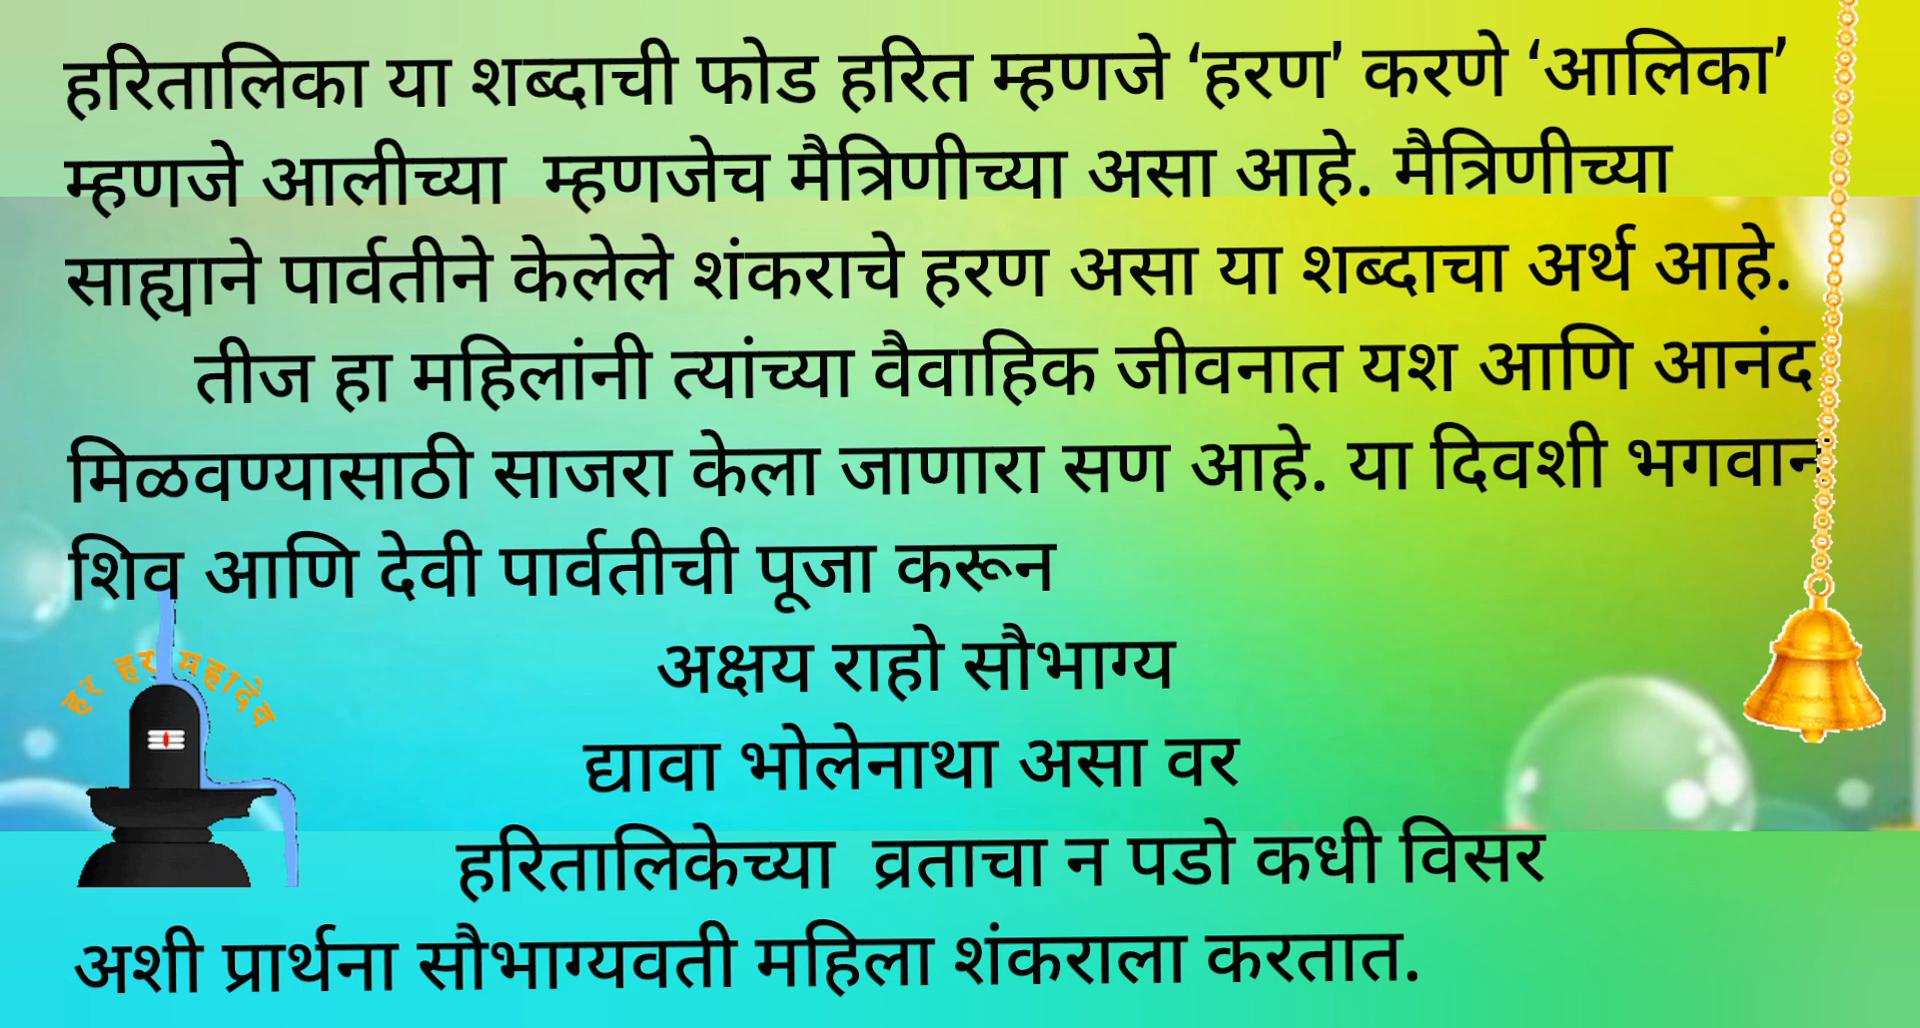 हरितालिका या शब्दाची फोड हरित म्हणजे ‘हरण’ करणे ‘आलिका’
म्हणजे आलीच्या  म्हणजेच मैत्रिणीच्या असा आहे. मैत्रिणीच्या
साह्याने पार्वतीने केलेले शंकराचे हरण असा या शब्दाचा अर्थ आहे.
तीज हा महिलांनी त्यांच्या वैवाहिक जीवनात यश आणि आनंद
मिळवण्यासाठी साजरा केला जाणारा सण आहे. या दिवशी भगवान
शिव आणि देवी पार्वतीची पूजा करून
अक्षय राहो सौभाग्य
द्यावा भोलेनाथा असा वर
हरितालिकेच्या  व्रताचा न पडो कधी विसर
अशी प्रार्थना सौभाग्यवती महिला शंकराला करतात.
हर हर महादेव